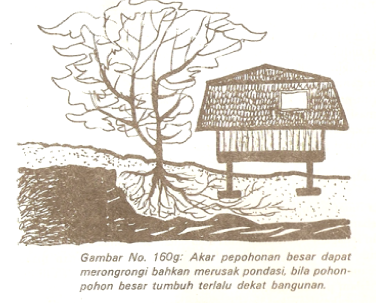 Gambar No. 160g: Akar pepohonan besar dapat
merongrongi bahkan merusak pondasi, bila pohon-
pohon besar tumbuh terlalu dekat bangunan.